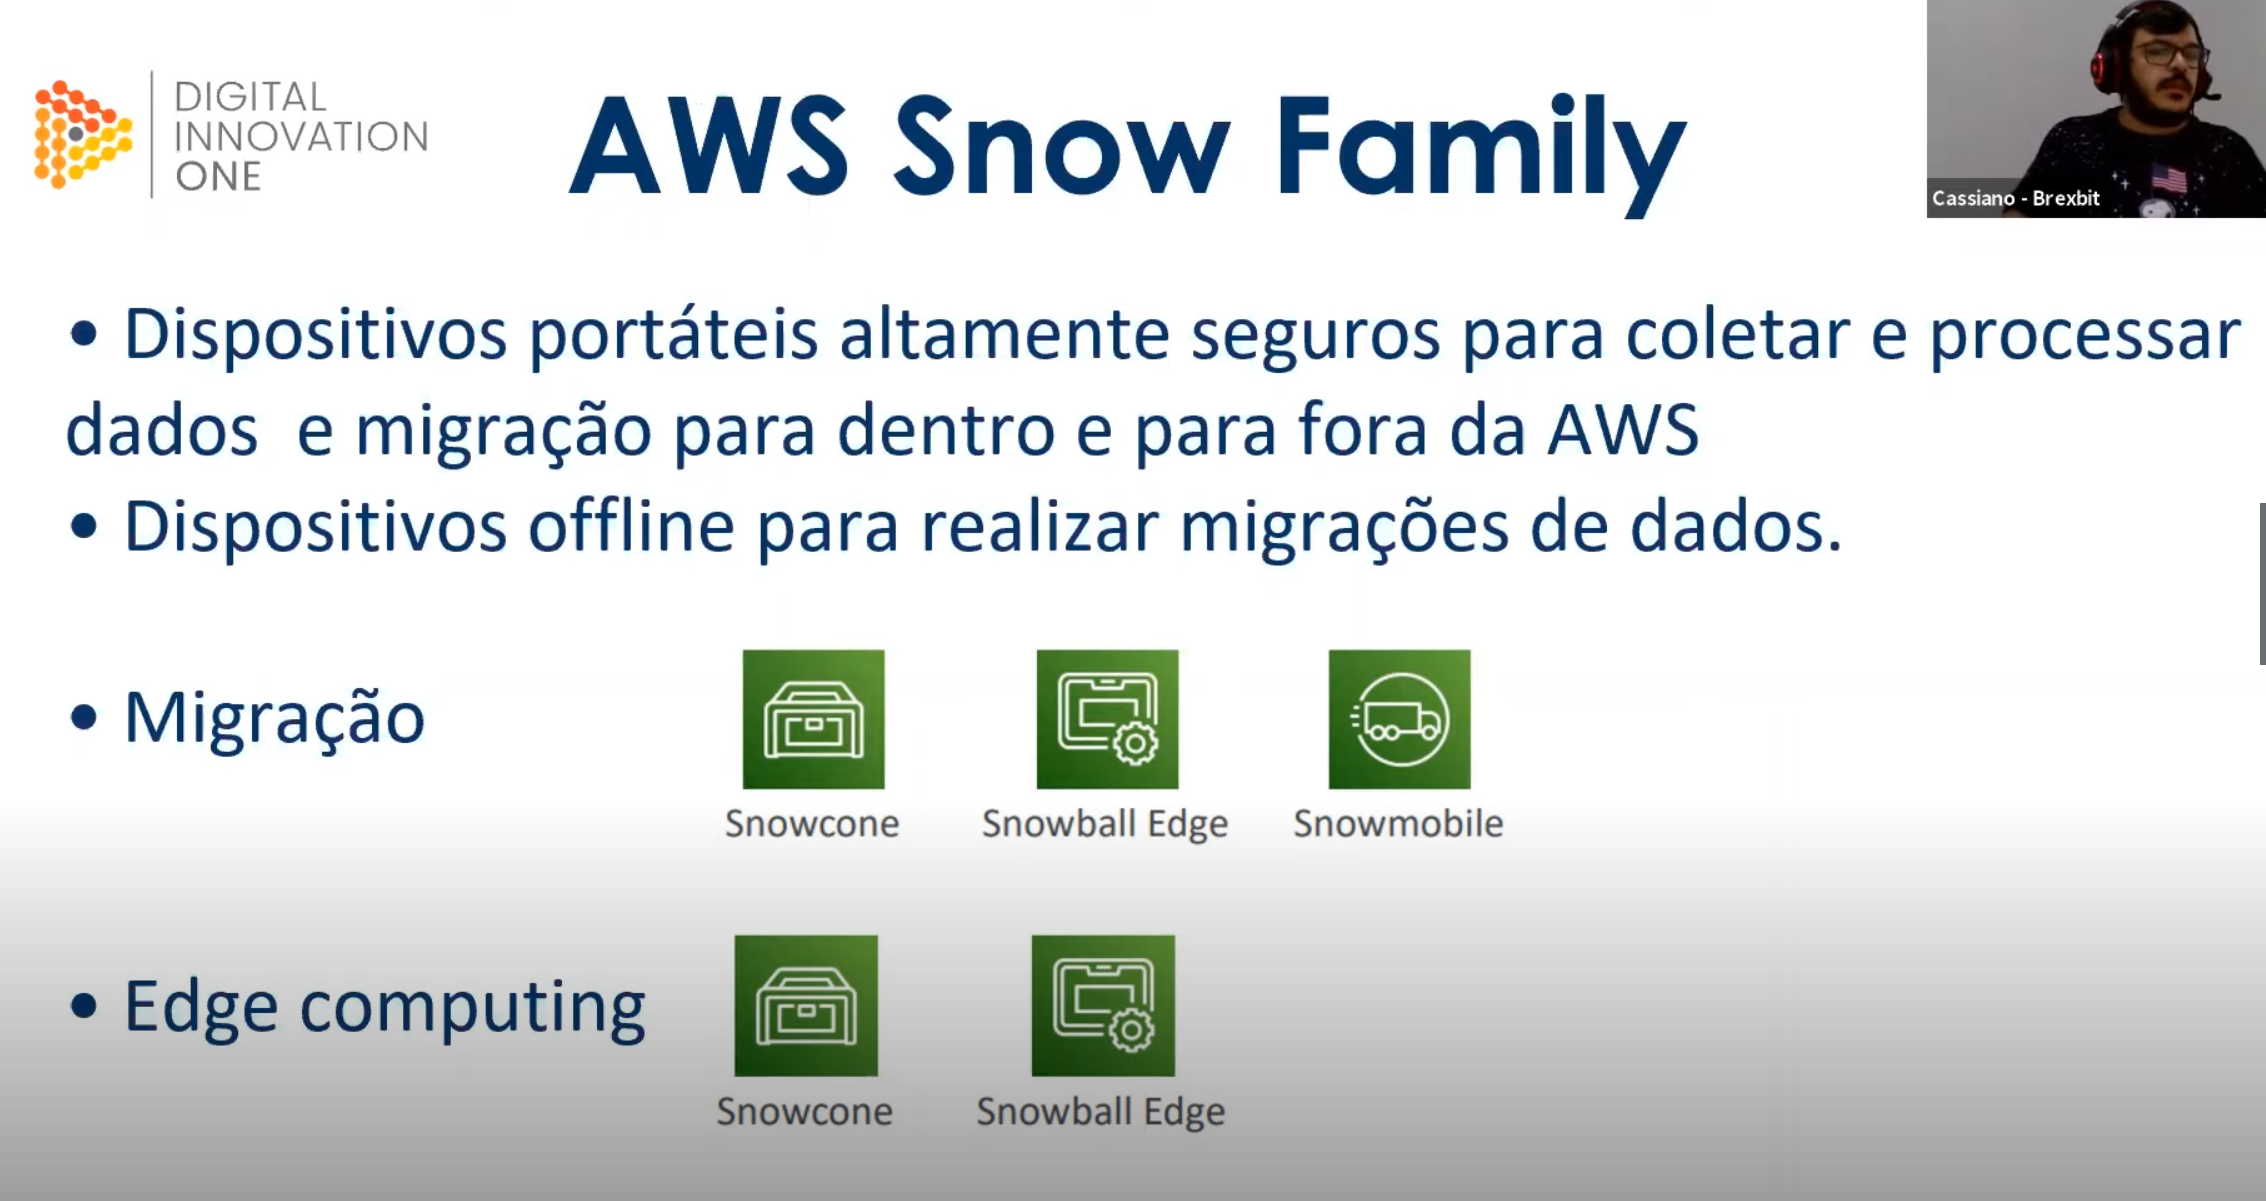 DIGITAL
INNOVATION
ONE
AWS Snow Family
Cassiano - Brexbit
• Dispositivos portáteis altamente seguros para coletar e processar
dados e migração para dentro e para fora da AWS
• Dispositivos offline para realizar migrações de dados.
• Migração
Snowcone
Snowball Edge
Snowmobile
• Edge computing
Snowcone
Snowball Edge